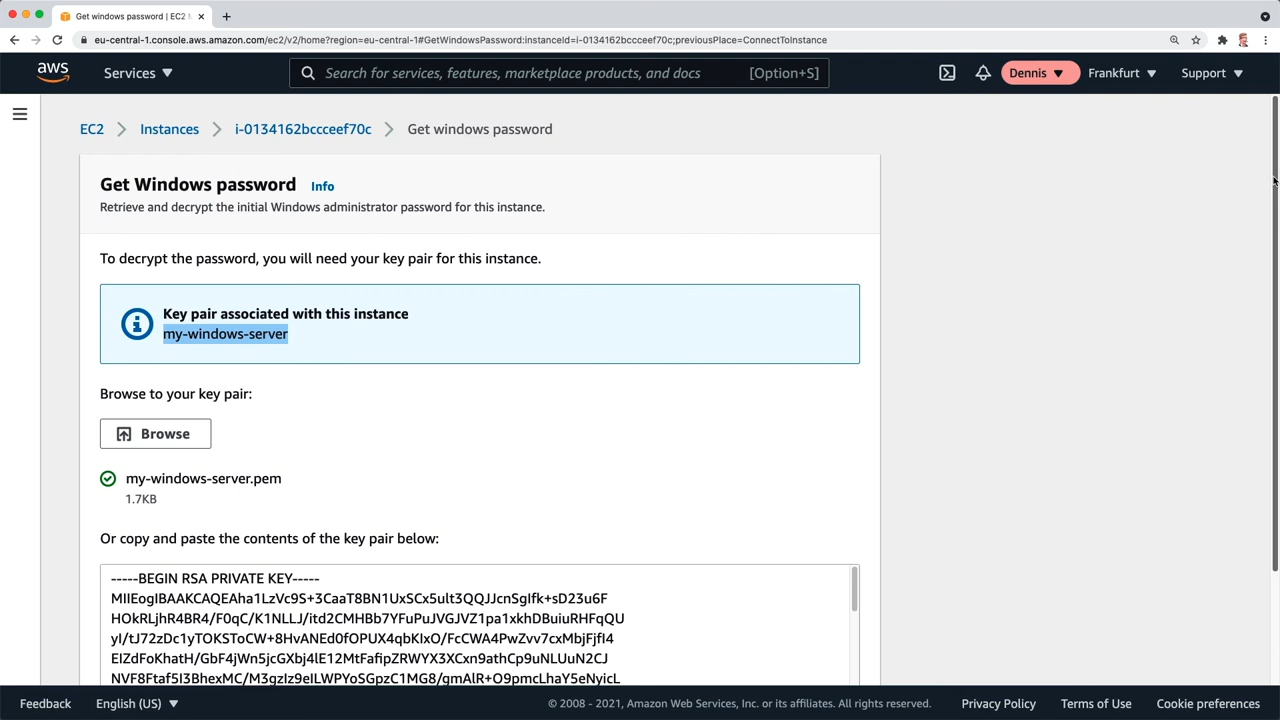 Get windows password | EC2
eu-central-1.console.aws.amazon.com/ec2/v2/home?region=eu-central-1#GetWindowsPassword:instanceId=i-0134162bccceef70c;previousPlace=ConnectToInstance
aws
Services
Search for services, features, marketplace products, and docs
[Option+S]
Dennis
Frankfurt
Support
EC2
Instances
i-0134162bccceef70c
Get windows password
Get Windows password
Info
Retrieve and decrypt the initial Windows administrator password for this instance.
To decrypt the password, you will need your key pair for this instance.
Key pair associated with this instance
my-windows-server
Browse to your key pair:
Browse
my-windows-server.pem
1.7KB
Or copy and paste the contents of the key pair below:
-----BEGIN RSA PRIVATE KEY-----
Feedback
English (US)
© 2008 - 2021, Amazon Web Services, Inc. or its affiliates. All rights reserved.
Privacy Policy
Terms of Use
Cookie preferences